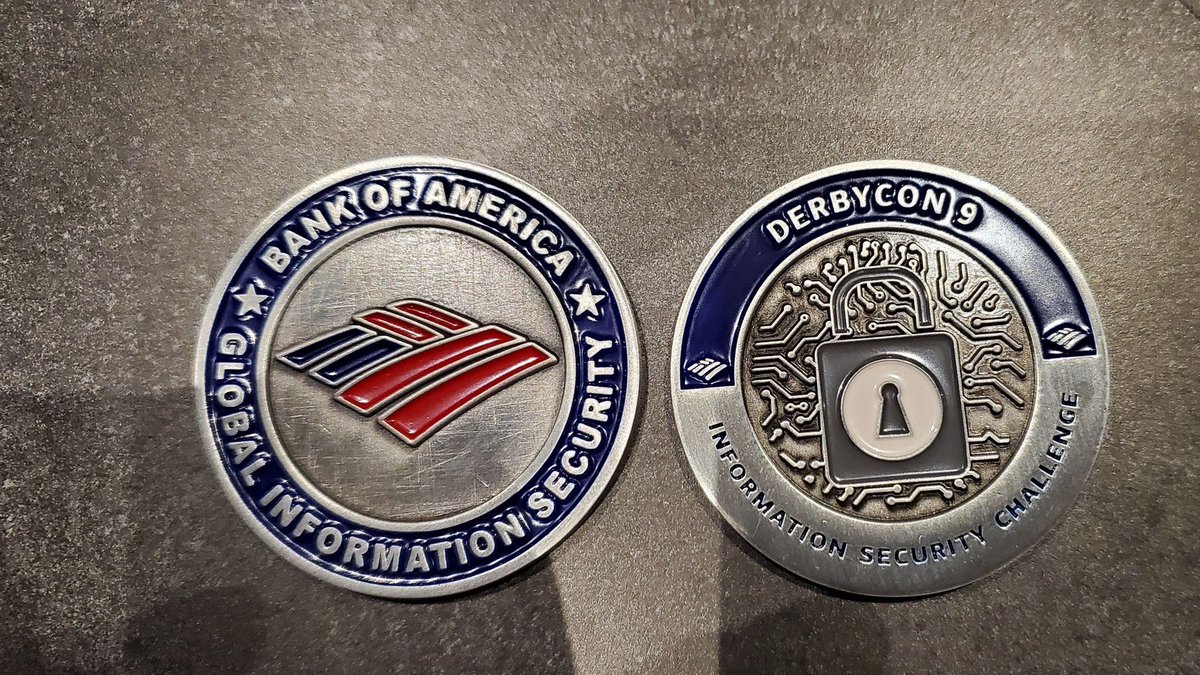 BANK OF AMERICA
GLOBAL INFORMATION SECURITY
DERBYCON 9
INFORMATION SECURITY CHALLENGE